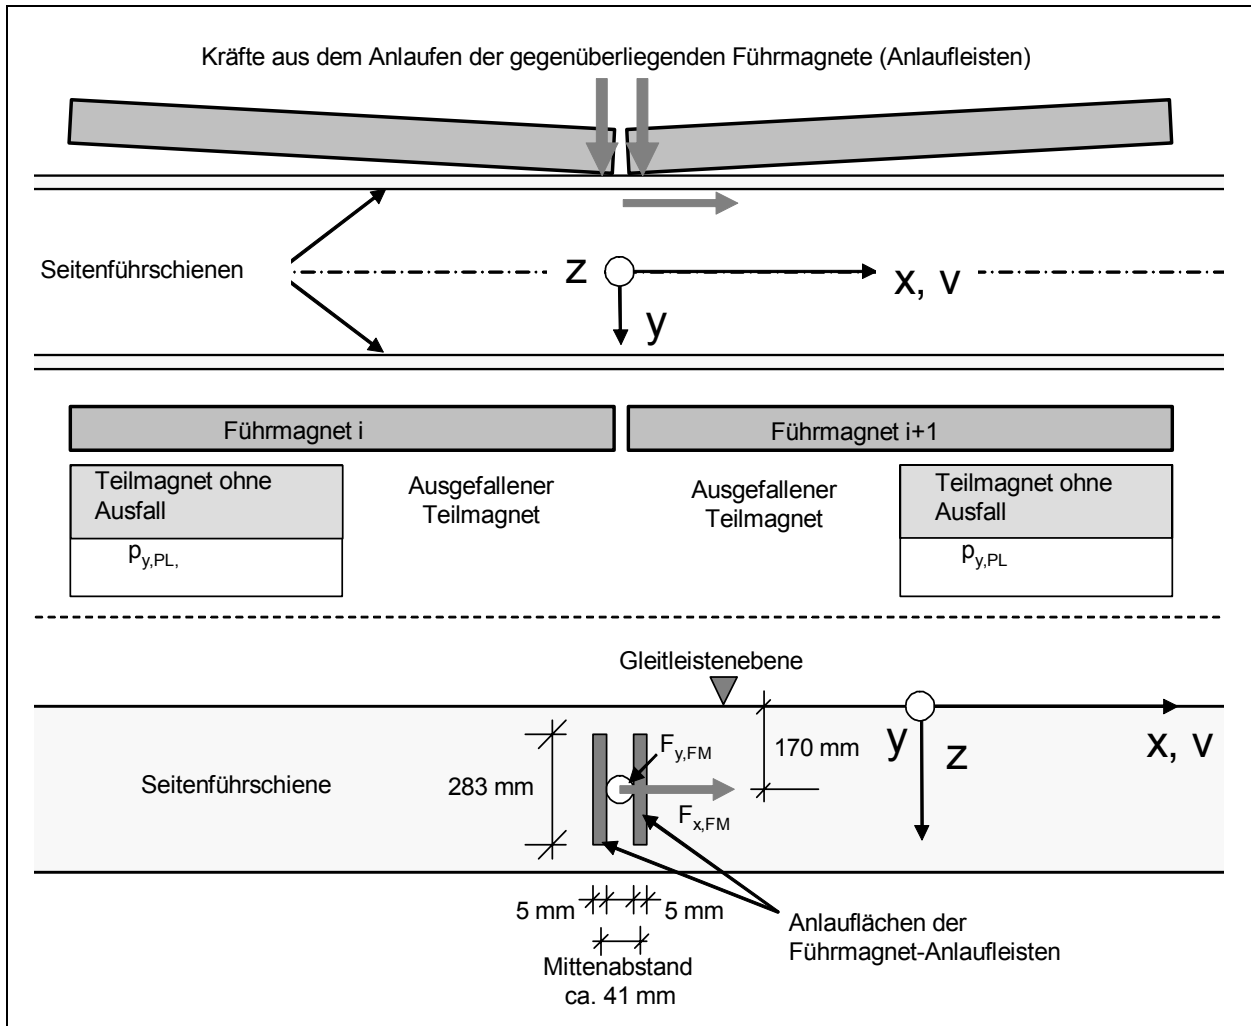 Kräfte aus dem Anlaufen der gegenüberliegenden Führmagnete (Anlaufleisten)
Seitenführschienen
z
x, v
y
Führmagnet i
Führmagnet i+1
Teilmagnet ohne
Ausfall
p_y,PL,
Ausgefallener
Teilmagnet
Ausgefallener
Teilmagnet
Teilmagnet ohne
Ausfall
p_y,PL
Gleitleistenebene
y
z
x, v
170 mm
Seitenführschiene
283 mm
F_y,FM
F_x,FM
5 mm
5 mm
Mittenabstand
ca. 41 mm
Anlaufflächen der
Führmagnet-Anlaufleisten